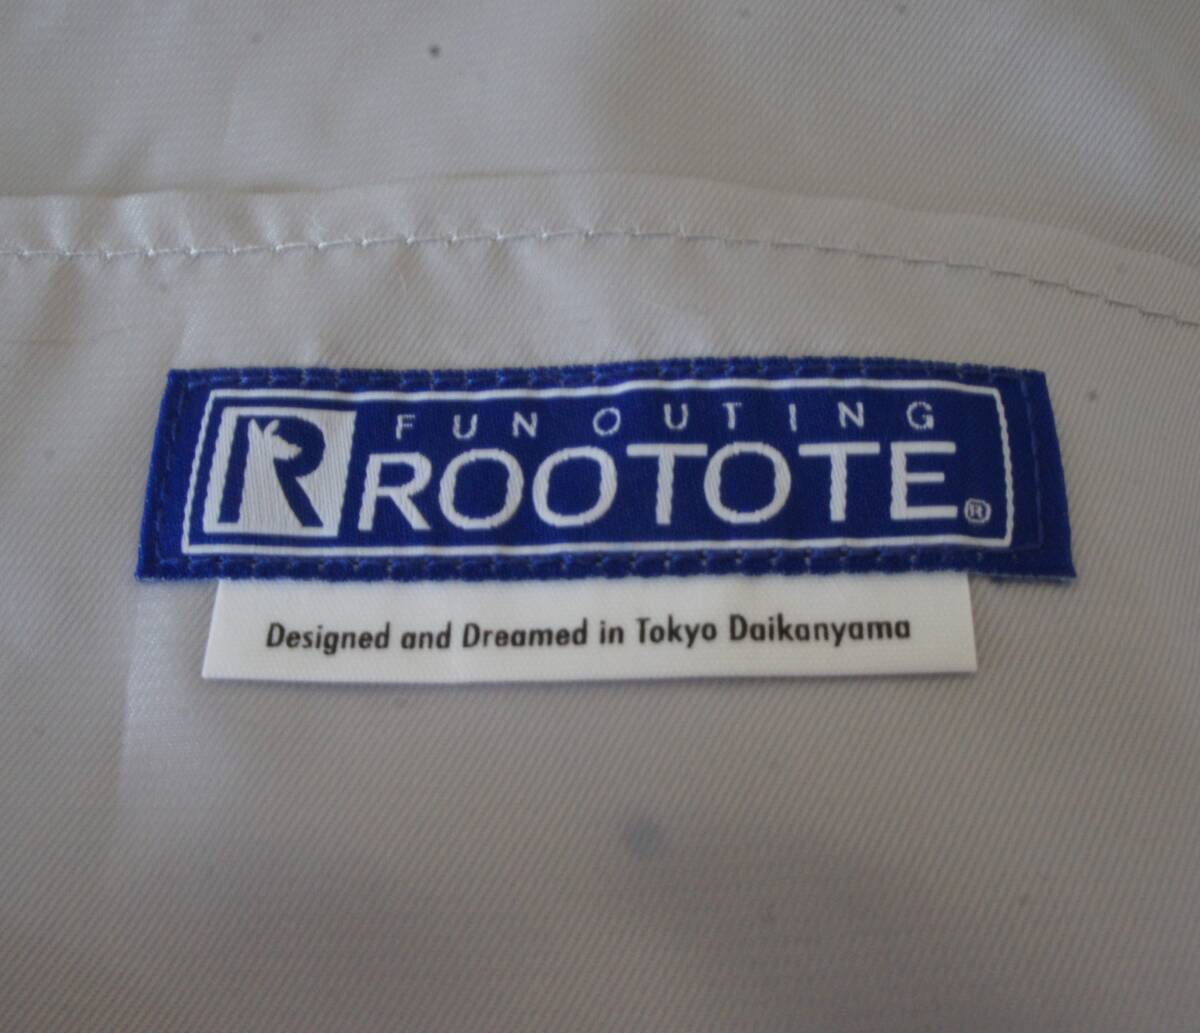 FUN OUTING
R ROOTOTE®
Designed and Dreamed in Tokyo Daikanyama